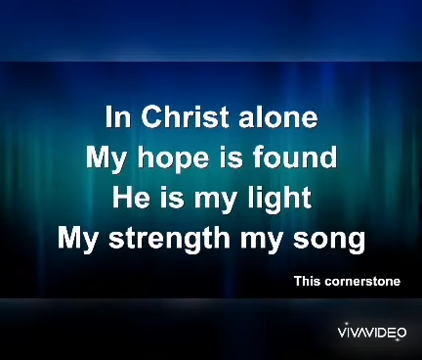 In Christ alone
My hope is found
He is my light
My strength my song
This cornerstone
VIVAVIDEO